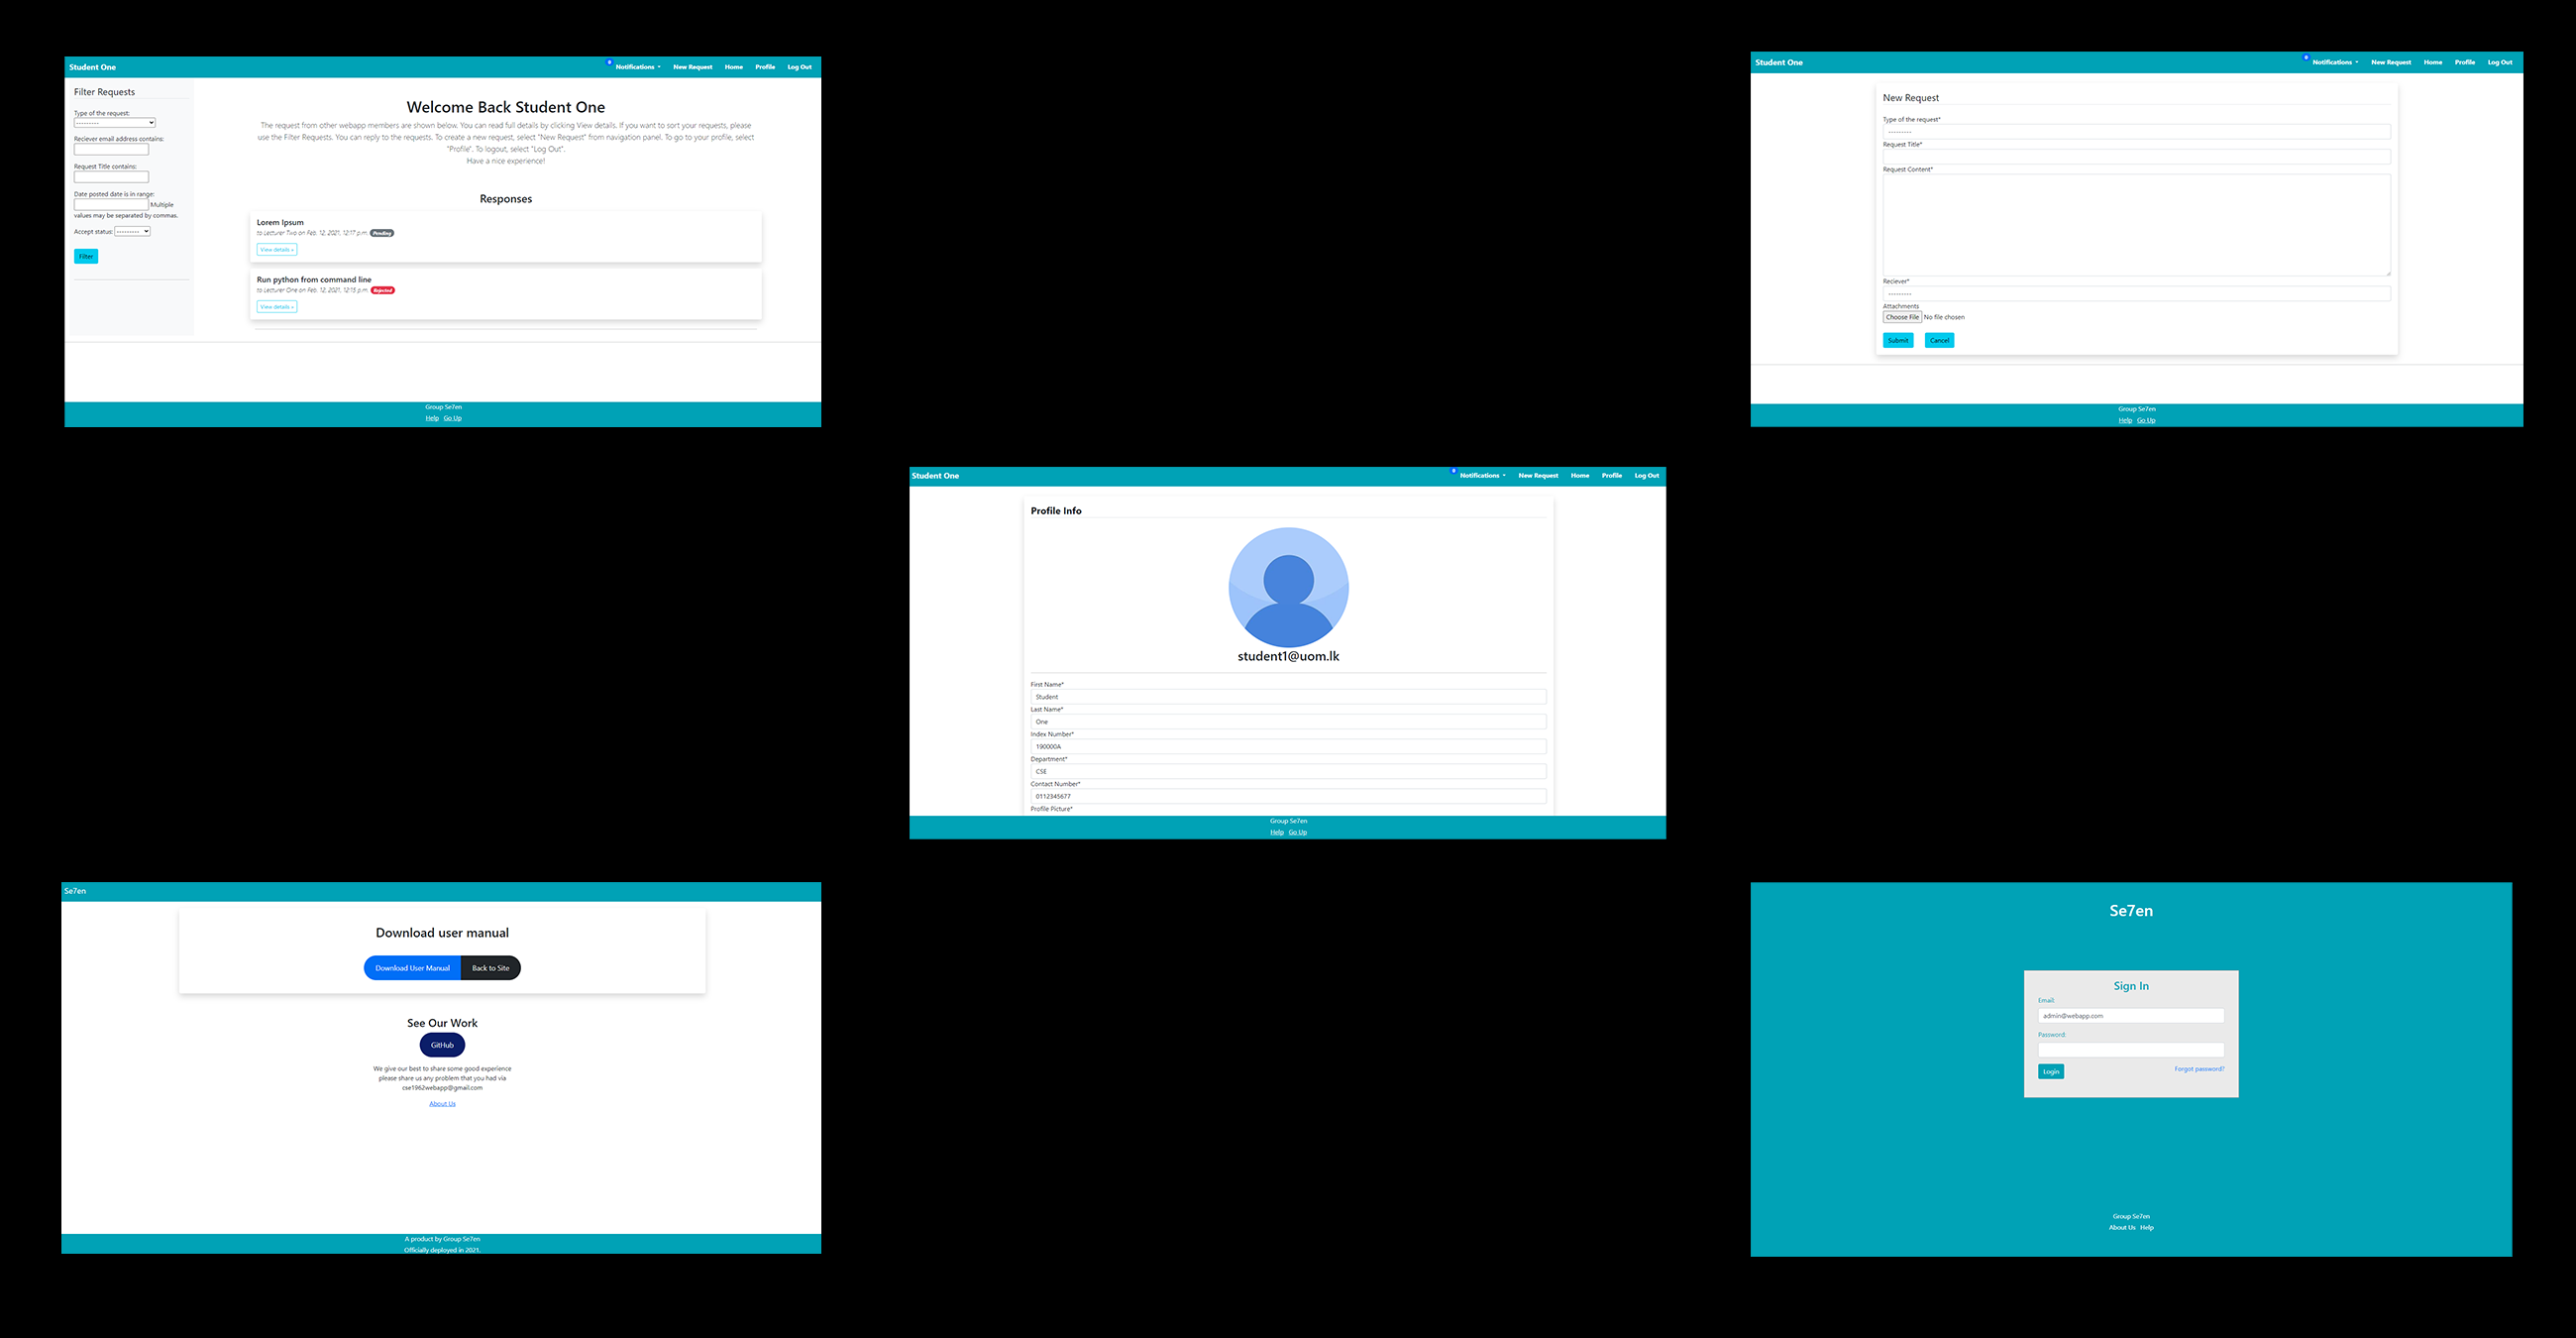 Student One
0 Notifications New Request Home Profile Log Out
Filter Requests
Type of the request:
---------
Reciever email address contains:
Request Title contains:
Date posted date is in range:
Multiple
values may be separated by commas.
Accept status: ---------
Filter
Welcome Back Student One
The request from other webapp members are shown below. You can read full details by clicking View details. If you want to sort your requests, please
use the Filter Requests. You can reply to the requests. To create a new request, select "New Request" from navigation panel. To go to your profile, select
"Profile". To logout, select "Log Out".
Have a nice experience!
Responses
Lorem Ipsum
to Lecturer Two on Feb. 12, 2021, 12:17 p.m. Pending
View details »
Run python from command line
to Lecturer One on Feb. 12, 2021, 12:15 p.m. Rejected
View details »
Group Se7en
Help Go Up
Student One
0 Notifications New Request Home Profile Log Out
New Request
Type of the request*
---------
Request Title*
Request Content*
Reciever*
---------
Attachments
Choose File No file chosen
Submit Cancel
Group Se7en
Help Go Up
Student One
0 Notifications New Request Home Profile Log Out
Profile Info
student1@uom.lk
First Name*
Student
Last Name*
One
Index Number*
190000A
Department*
CSE
Contact Number*
0112345677
Profile Picture*
Group Se7en
Help Go Up
Se7en
Download user manual
Download User Manual Back to Site
See Our Work
GitHub
We give our best to share some good experience
please share us any problem that you had via
cse1962webapp@gmail.com
About Us
A product by Group Se7en
Officially deployed in 2021.
Se7en
Sign In
Email:
admin@webapp.com
Password:
Login
Forgot password?
Group Se7en
About Us Help